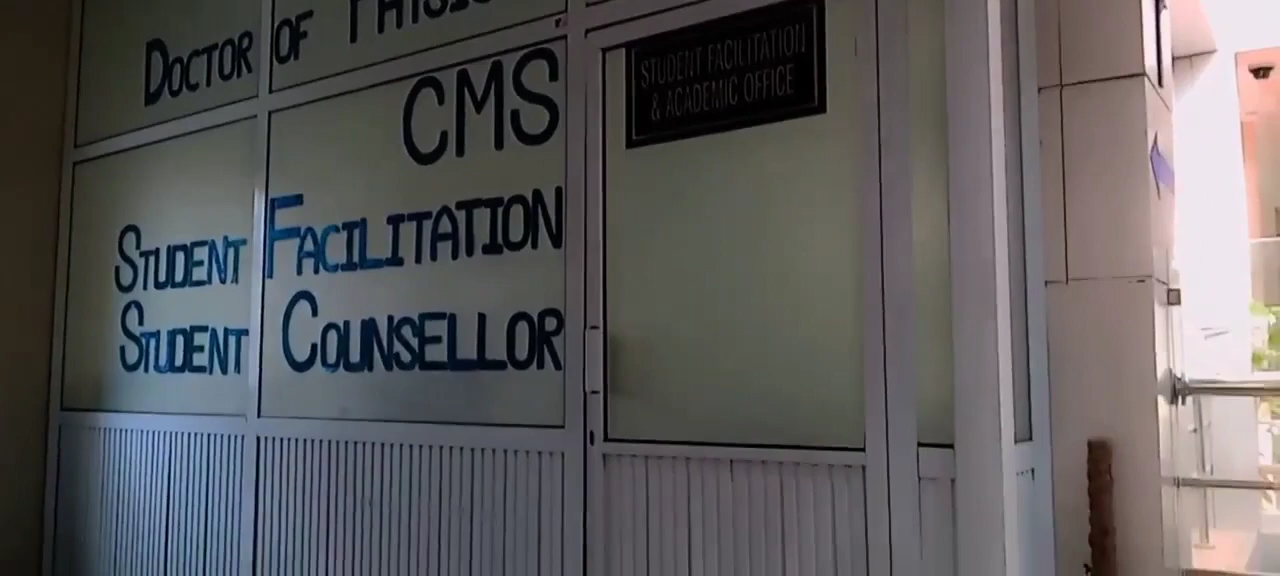 Doctor of
CMS
Student Facilitation
Student Counsellor
STUDENT FACILITATION
& ACADEMIC OFFICE